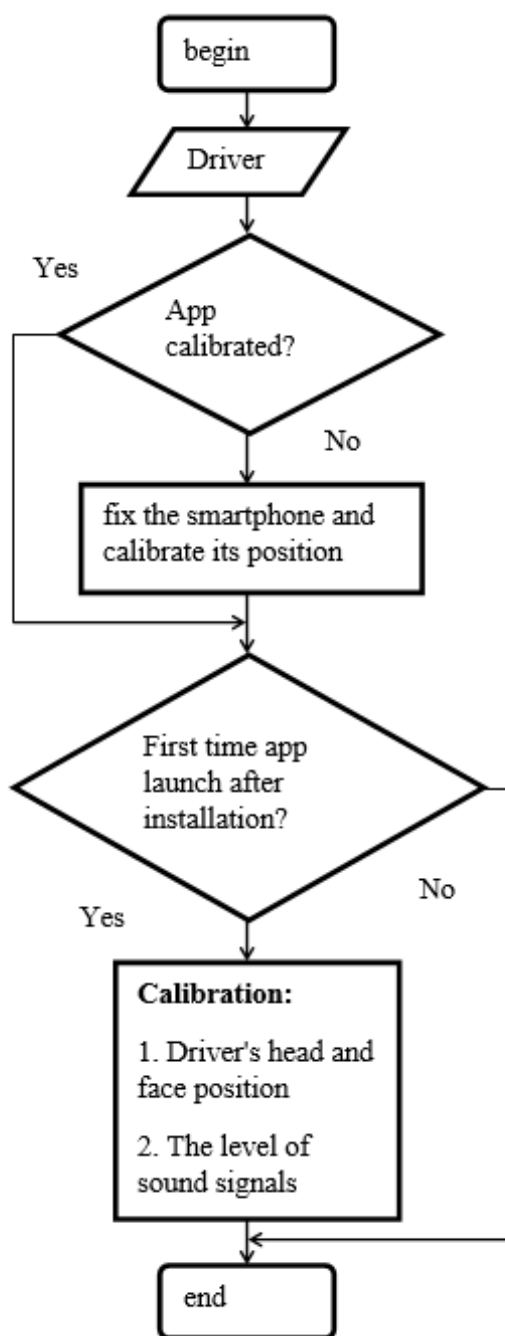 begin
Driver
Yes
App
calibrated?
No
fix the smartphone and
calibrate its position
First time app
launch after
installation?
No
Yes
Calibration:
1. Driver's head and
face position
2. The level of
sound signals
end